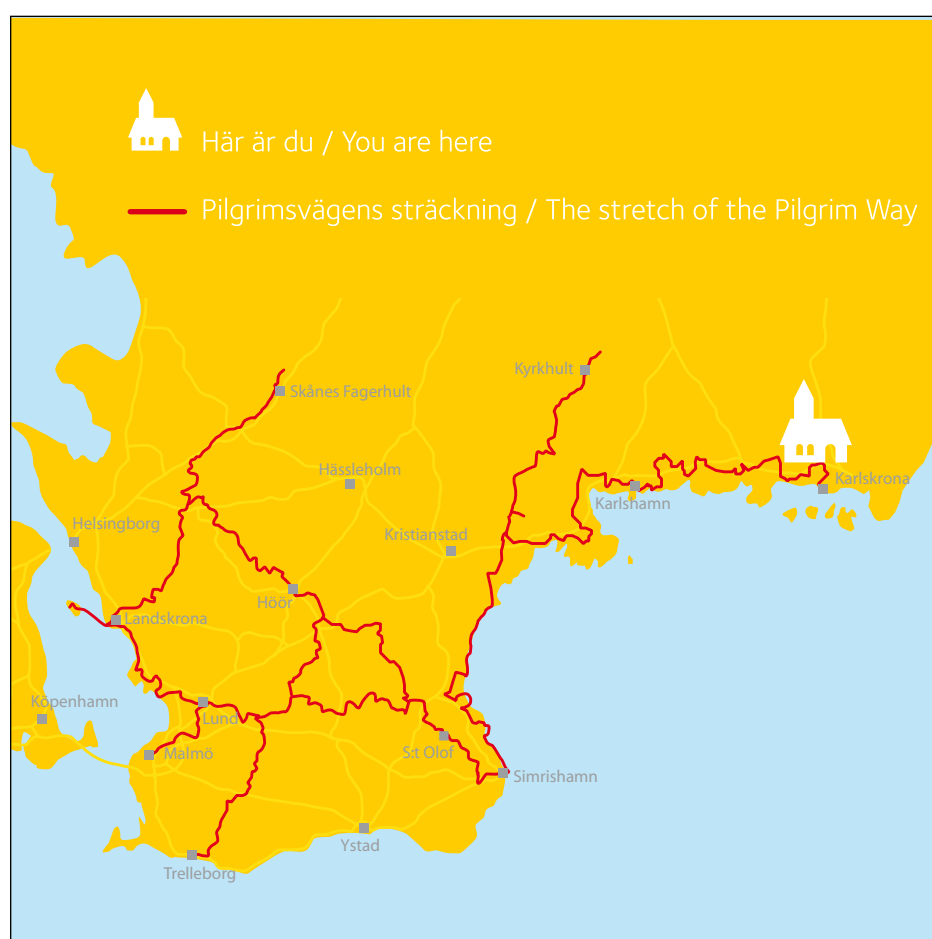 Här är du / You are here
Pilgrimsvägens sträckning / The stretch of the Pilgrim Way
Kyrkhult
Skånes Fagerhult
Hässleholm
Karlskrona
Karlshamn
Helsingborg
Kristianstad
Höör
Landskrona
Köpenhamn
Lund
Malmö
S:t Olof
Simrishamn
Ystad
Trelleborg